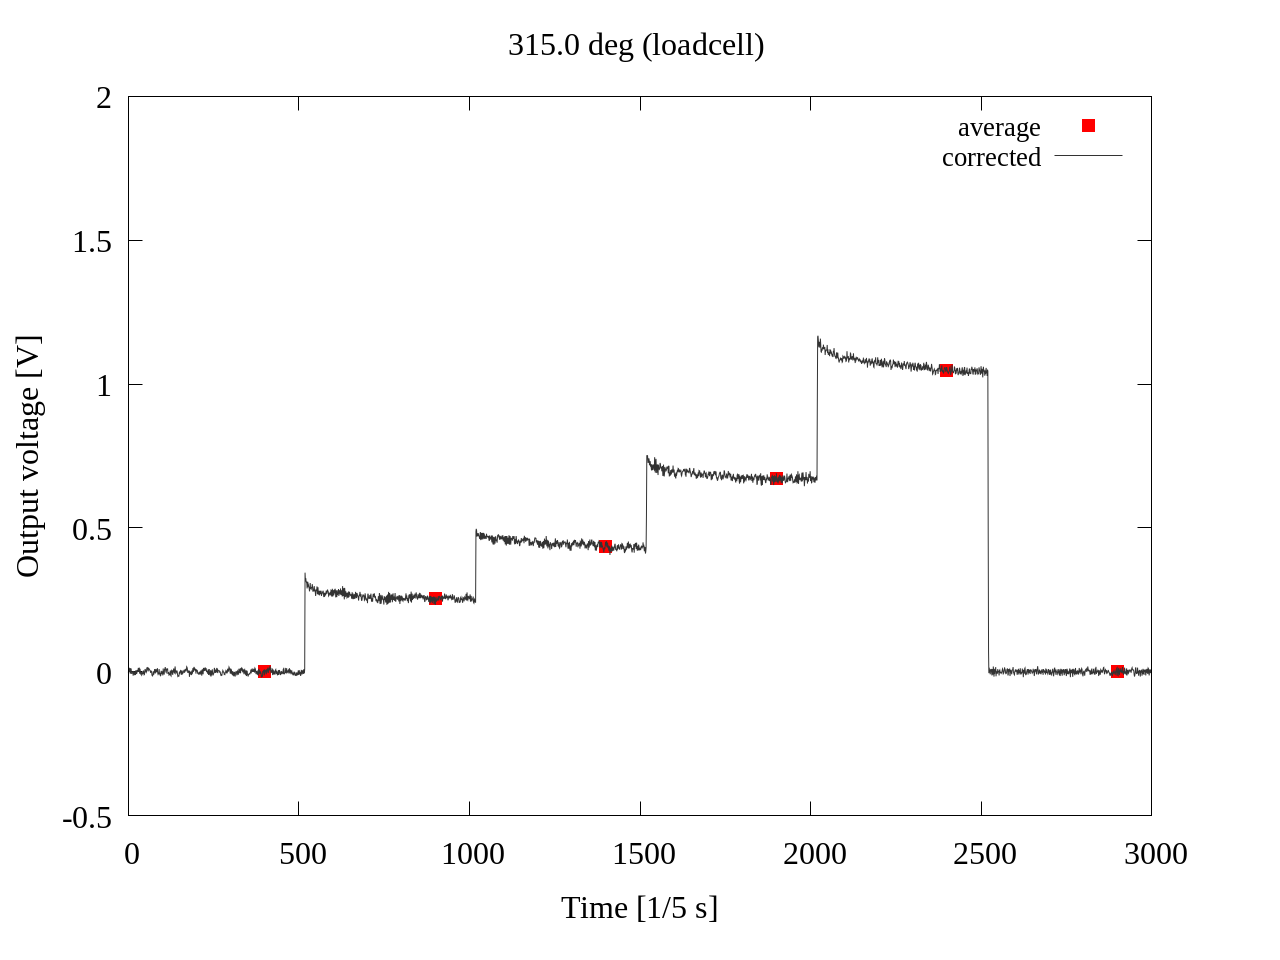 315.0 deg (loadcell)
average
corrected
2
1.5
1
0.5
0
-0.5
Output voltage [V]
0 500 1000 1500 2000 2500 3000
Time [1/5 s]